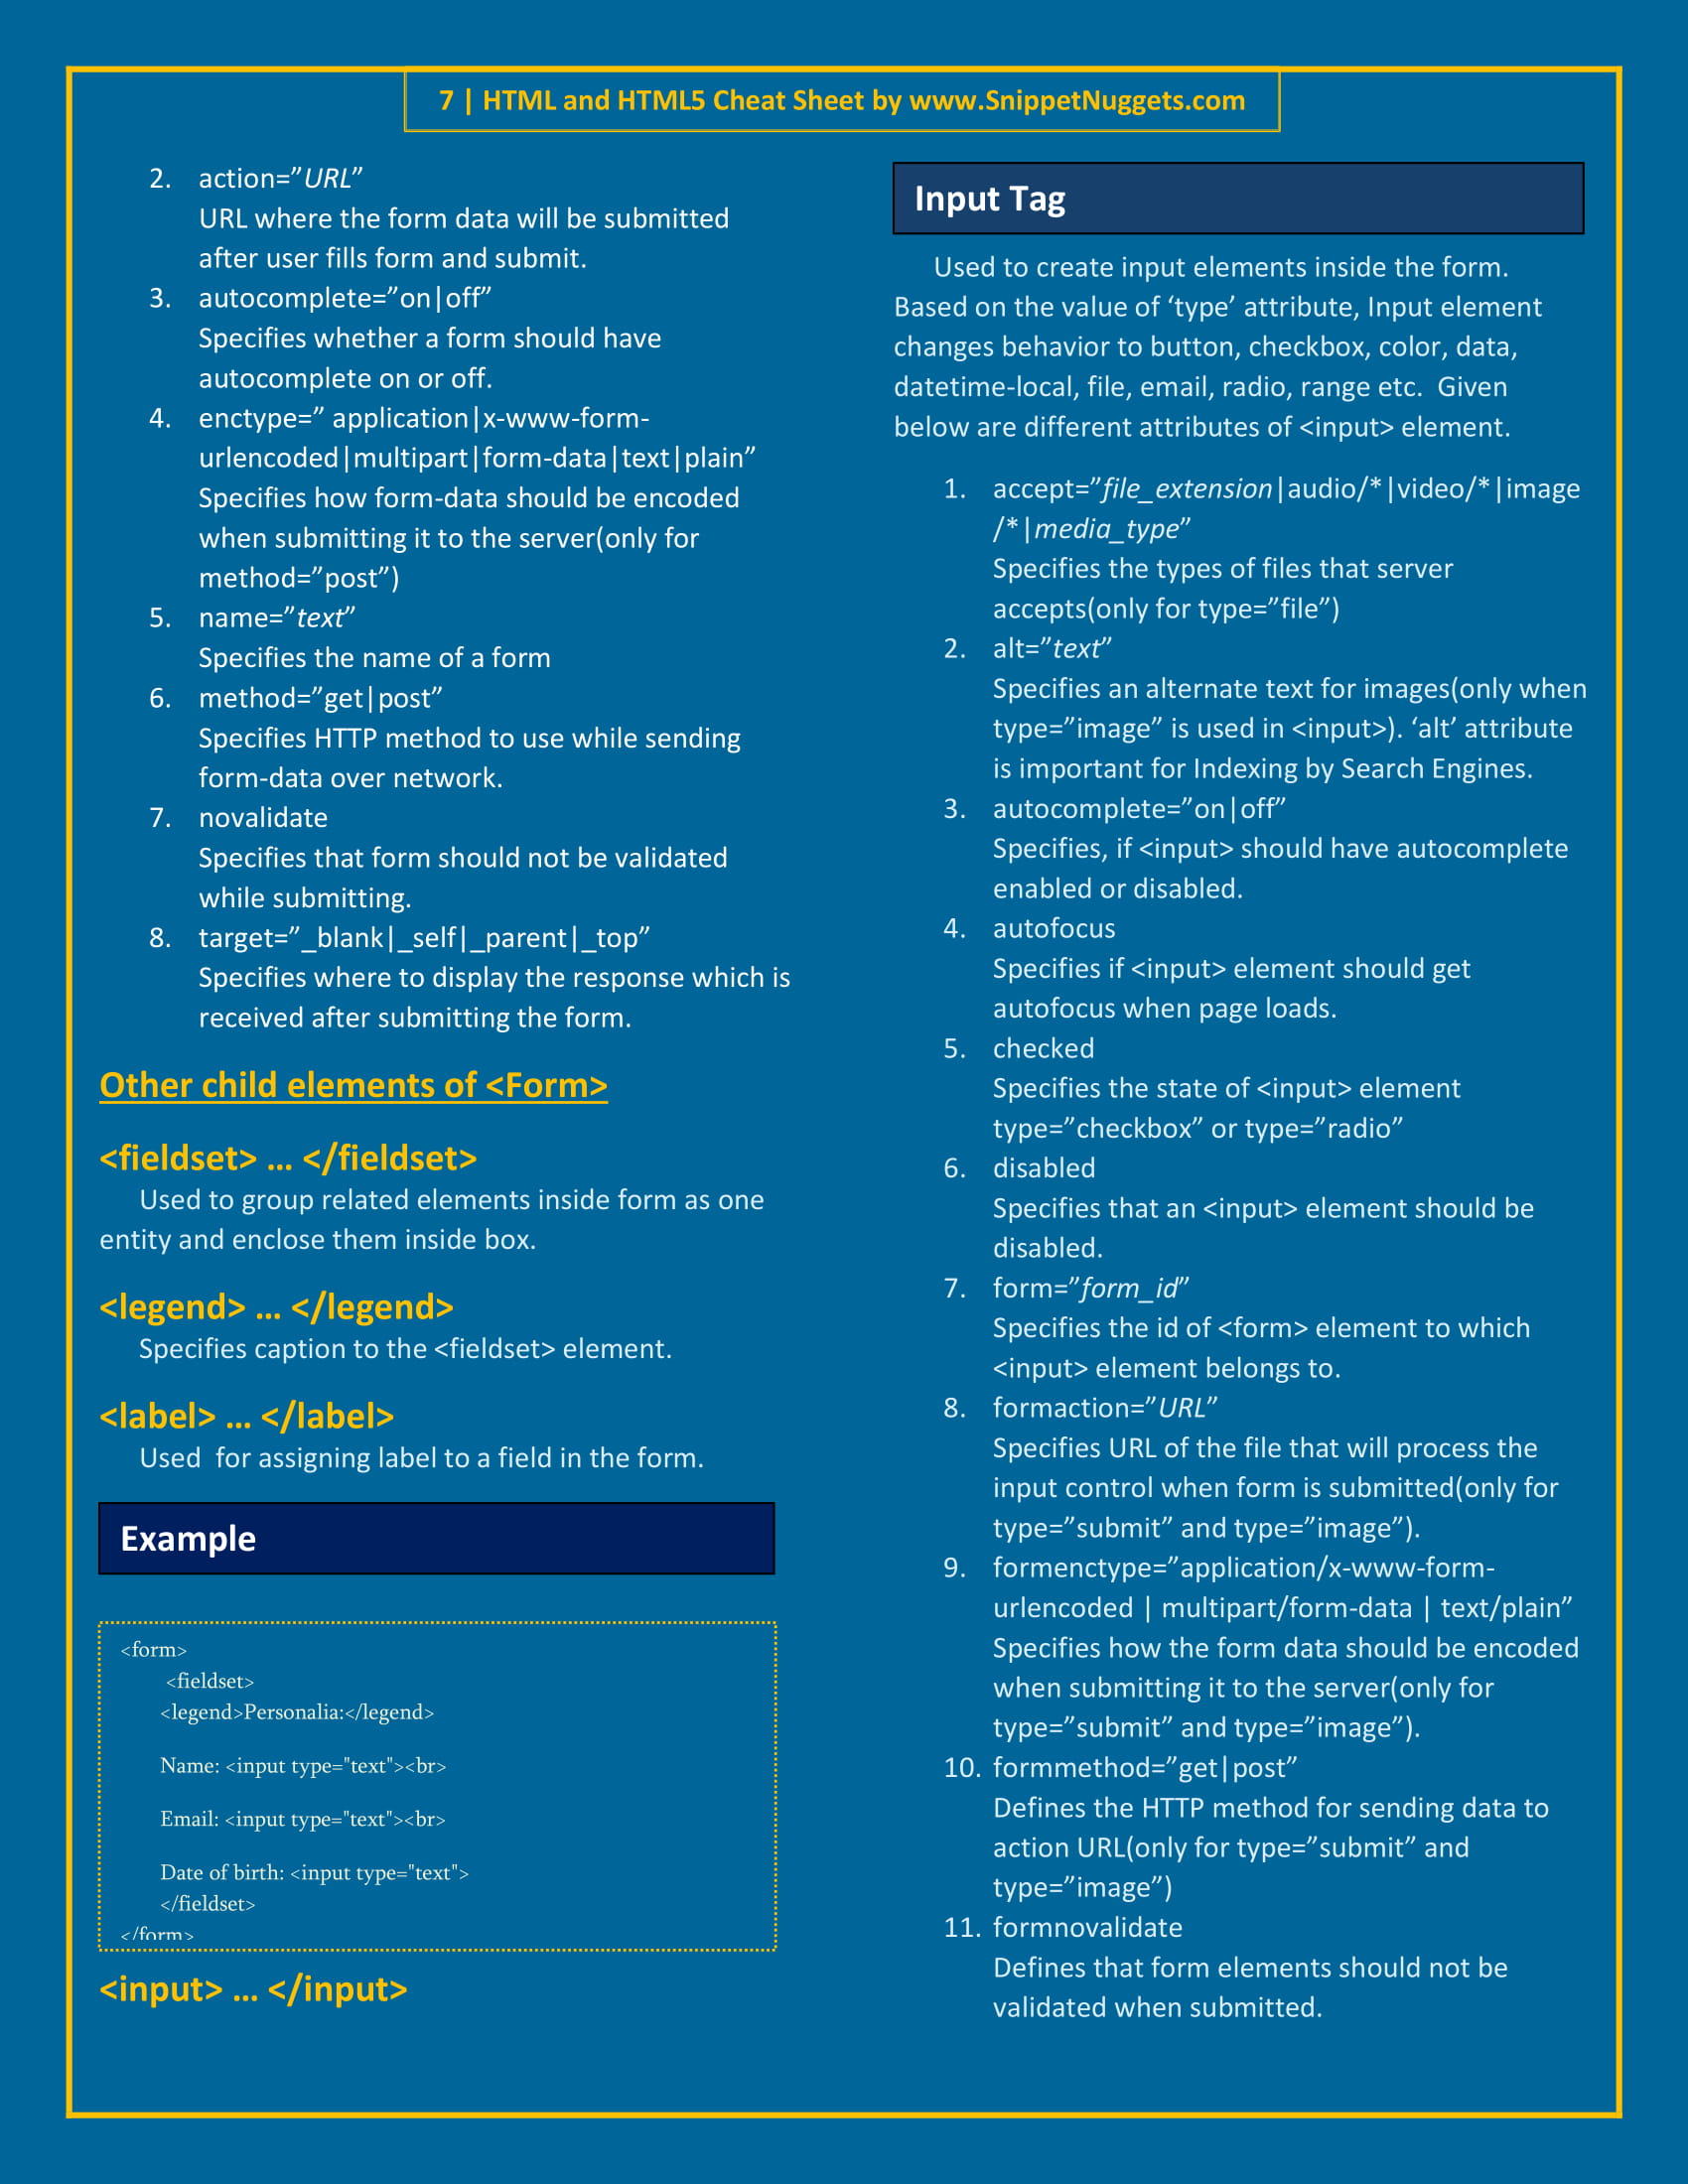 7 | HTML and HTML5 Cheat Sheet by www.SnippetNuggets.com
2. action=”URL”
URL where the form data will be submitted
after user fills form and submit.
3. autocomplete=”on|off”
Specifies whether a form should have
autocomplete on or off.
4. enctype=” application|x-www-form-
urlencoded|multipart|form-data|text|plain”
Specifies how form-data should be encoded
when submitting it to the server(only for
method=”post”)
5. name=”text”
Specifies the name of a form
6. method=”get|post”
Specifies HTTP method to use while sending
form-data over network.
7. novalidate
Specifies that form should not be validated
while submitting.
8. target=”_blank|_self|_parent|_top”
Specifies where to display the response which is
received after submitting the form.
Other child elements of <Form>
<fieldset> … </fieldset>
Used to group related elements inside form as one
entity and enclose them inside box.
<legend> … </legend>
Specifies caption to the <fieldset> element.
<label> … </label>
Used  for assigning label to a field in the form.
Example
<form>
<fieldset>
<legend>Personalia:</legend>
Name: <input type="text"><br>
Email: <input type="text"><br>
Date of birth: <input type="text">
</fieldset>
</form>
<input> … </input>
Input Tag
Used to create input elements inside the form.
Based on the value of ‘type’ attribute, Input element
changes behavior to button, checkbox, color, data,
datetime-local, file, email, radio, range etc.  Given
below are different attributes of <input> element.
1. accept=”file_extension|audio/*|video/*|image
/*|media_type”
Specifies the types of files that server
accepts(only for type=”file”)
2. alt=”text”
Specifies an alternate text for images(only when
type=”image” is used in <input>). ‘alt’ attribute
is important for Indexing by Search Engines.
3. autocomplete=”on|off”
Specifies, if <input> should have autocomplete
enabled or disabled.
4. autofocus
Specifies if <input> element should get
autofocus when page loads.
5. checked
Specifies the state of <input> element
type=”checkbox” or type=”radio”
6. disabled
Specifies that an <input> element should be
disabled.
7. form=”form_id”
Specifies the id of <form> element to which
<input> element belongs to.
8. formaction=”URL”
Specifies URL of the file that will process the
input control when form is submitted(only for
type=”submit” and type=”image”).
9. formenctype=”application/x-www-form-
urlencoded | multipart/form-data | text/plain”
Specifies how the form data should be encoded
when submitting it to the server(only for
type=”submit” and type=”image”).
10. formmethod=”get|post”
Defines the HTTP method for sending data to
action URL(only for type=”submit” and
type=”image”)
11. formnovalidate
Defines that form elements should not be
validated when submitted.